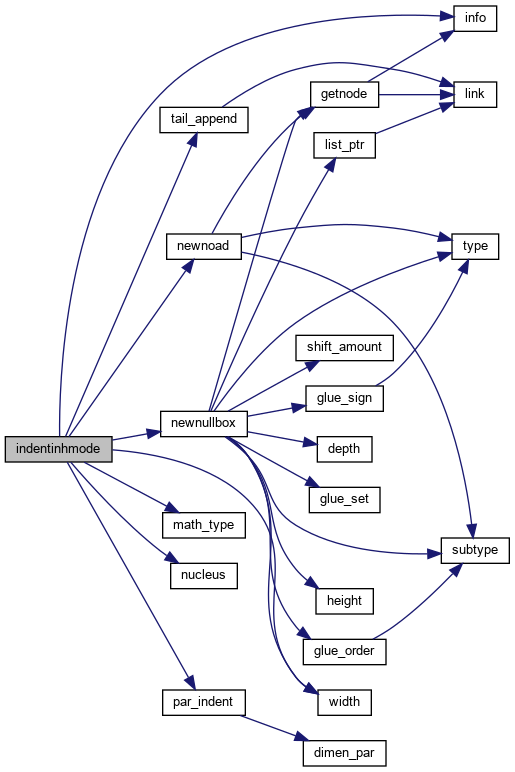 info
link
getnode
tail_append
list_ptr
newnoad
type
shift_amount
glue_sign
newnullbox
indentinhmode
depth
glue_set
math_type
subtype
nucleus
height
glue_order
par_indent
width
dimen_par